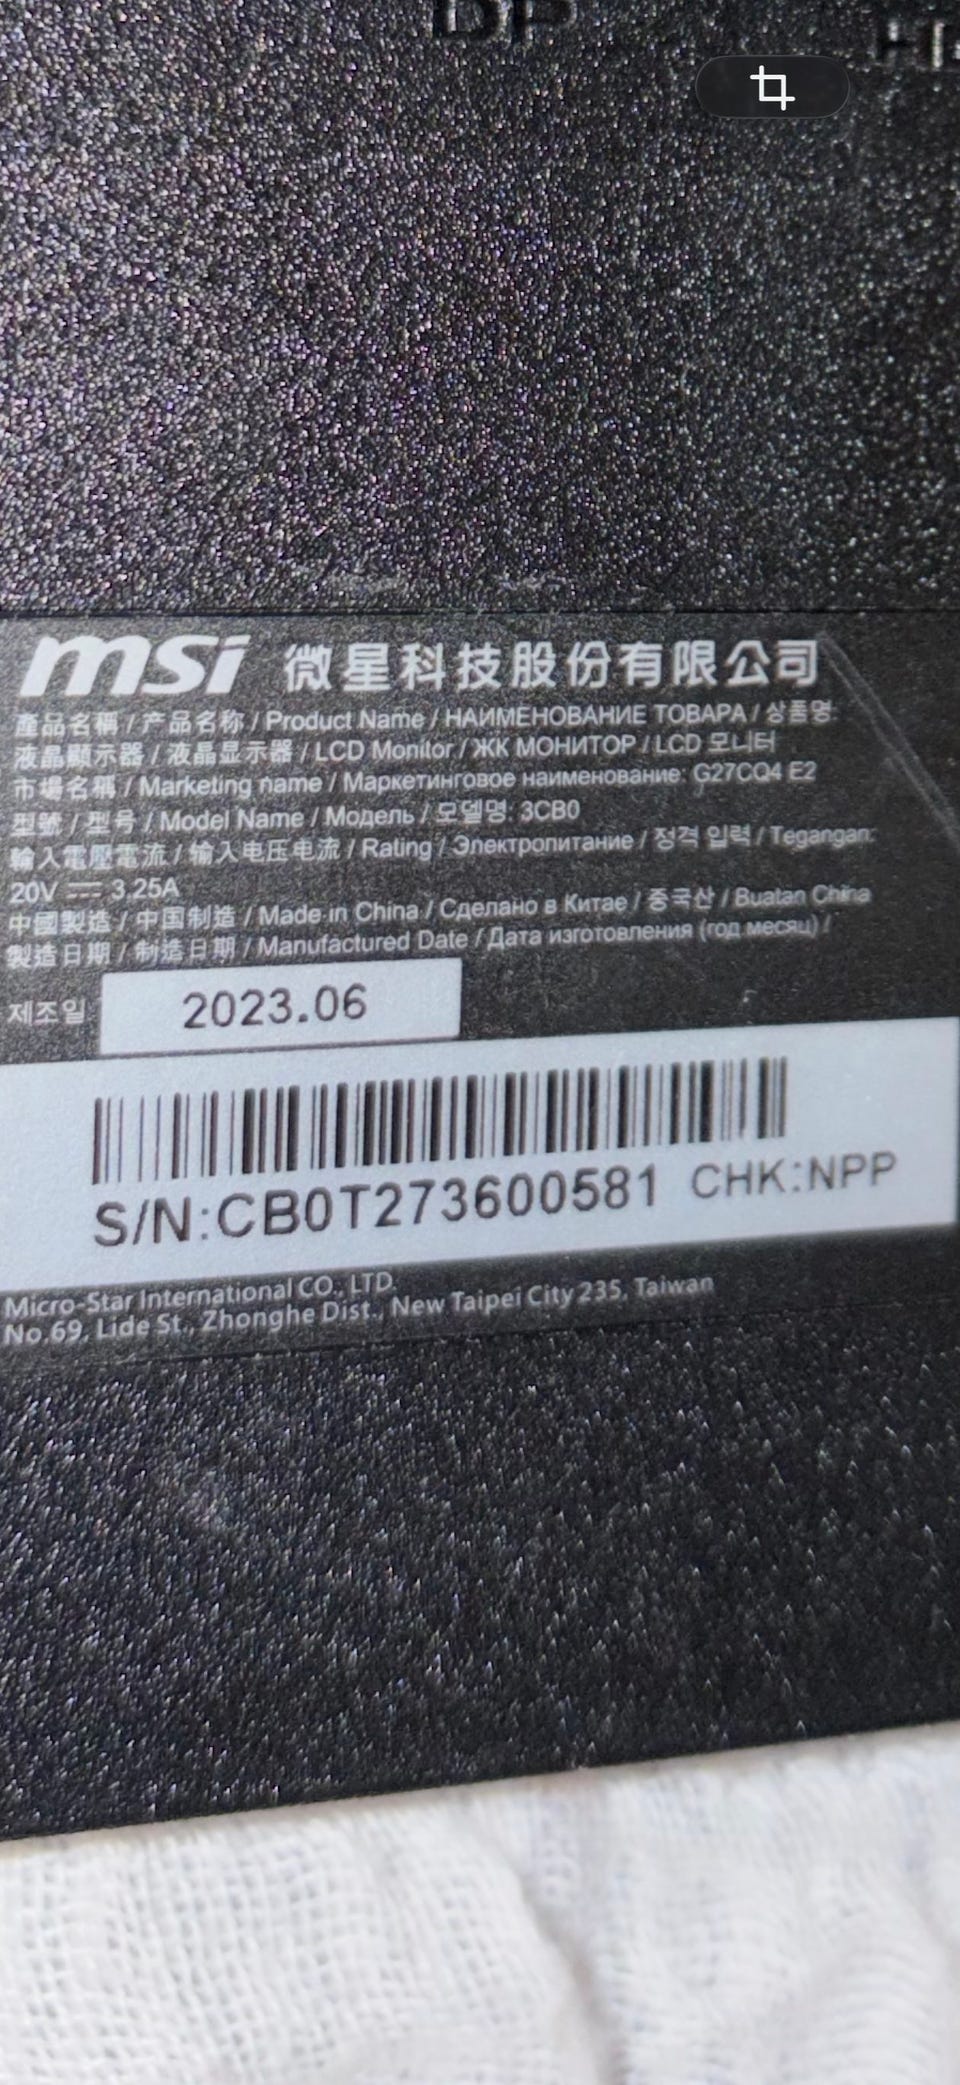 DP
msi 微星科技股份有限公司
產品名稱 / 产品名称 / Product Name / НАИМЕНОВАНИЕ ТОВАРА / 상품명:
液晶顯示器 / 液晶显示器 / LCD Monitor / ЖК МОНИТОР / LCD 모니터
市場名稱 / Marketing name / Маркетинговое наименование: G27CQ4 E2
型號 / 型号 / Model Name / Модель / 모델명: 3CB0
輸入電壓電流 / 输入电压电流 / Rating / Электропитание / 정격 입력 / Tegangan:
20V ⎓ 3.25A
中國製造 / 中国制造 / Made in China / Сделано в Китае / 중국산 / Buatan China
製造日期 / 制造日期 / Manufactured Date / Дата изготовления (год месяц) /
제조일 2023.06
S/N:CB0T273600581 CHK:NPP
Micro-Star International CO., LTD.
No.69, Lide St., Zhonghe Dist., New Taipei City 235, Taiwan